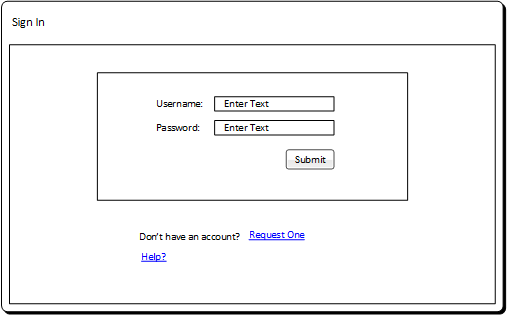 Sign In
Username: Enter Text
Password: Enter Text
Submit
Don't have an account? Request One
Help?